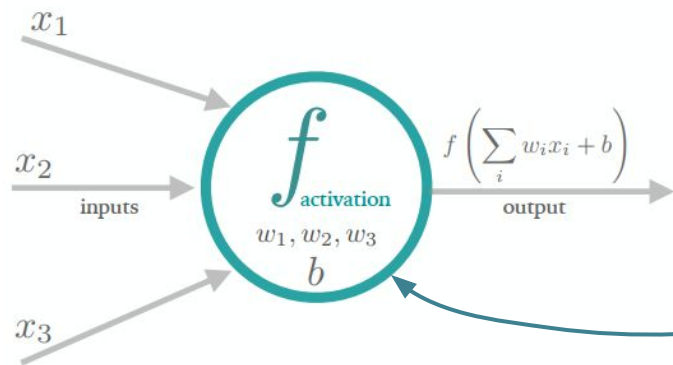 x₁
x₂
inputs
x₃
f
activation
w₁, w₂, w₃
b
f(∑ᵢ wᵢxᵢ + b)
output